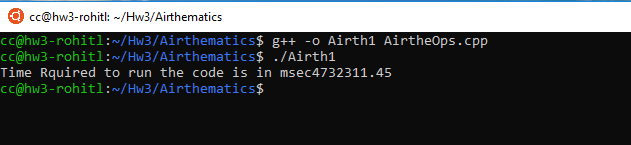 cc@hw3-rohitl: ~/Hw3/Airthematics
cc@hw3-rohitl:~/Hw3/Airthematics$ g++ -o Airth1 AirtheOps.cpp
cc@hw3-rohitl:~/Hw3/Airthematics$ ./Airth1
Time Rquired to run the code is in msec4732311.45
cc@hw3-rohitl:~/Hw3/Airthematics$